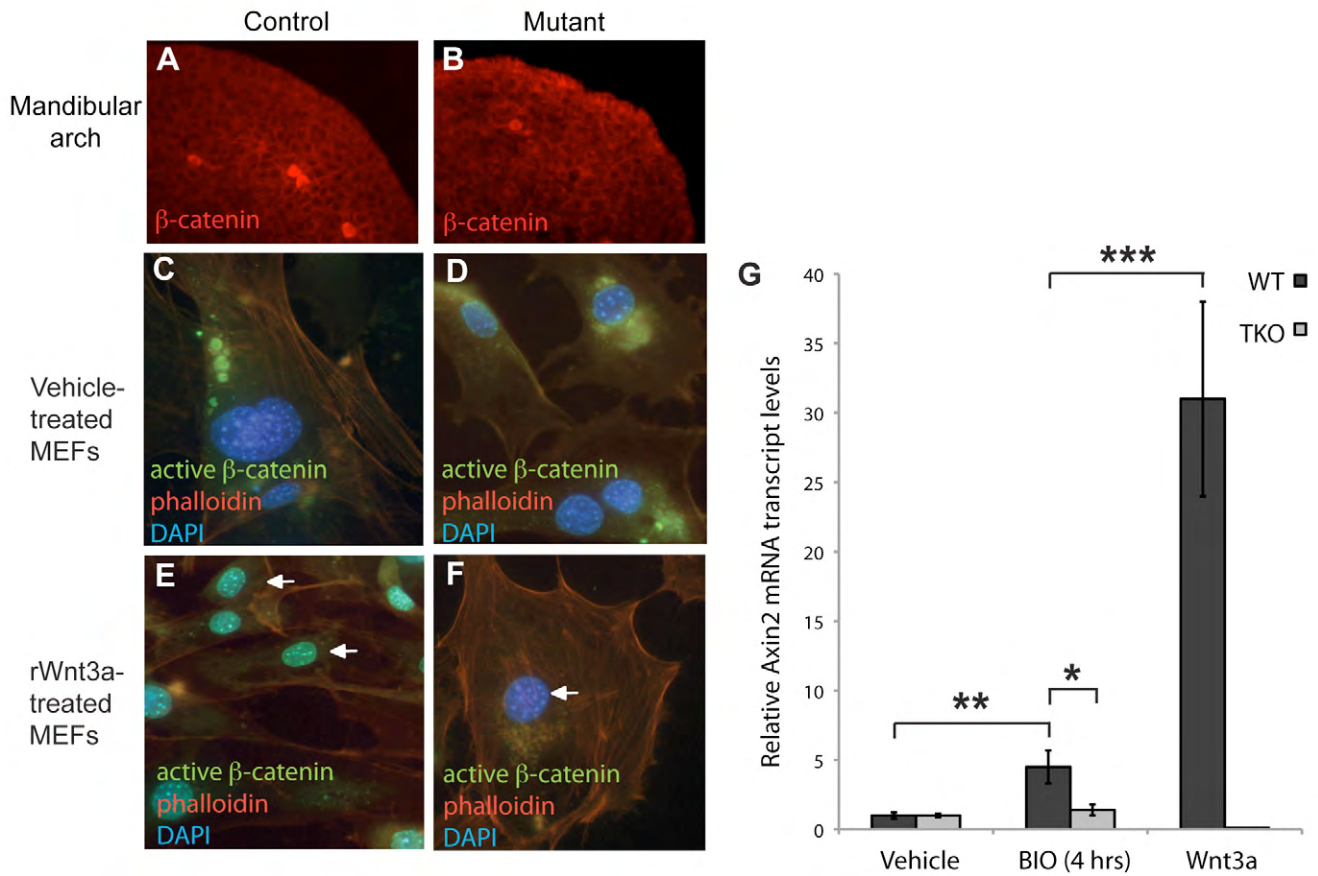 Control
Mutant
Mandibular
arch
A
β-catenin
B
β-catenin
Vehicle-
treated
MEFs
C
active β-catenin
phalloidin
DAPI
D
active β-catenin
phalloidin
DAPI
rWnt3a-
treated
MEFs
E
active β-catenin
phalloidin
DAPI
F
active β-catenin
phalloidin
DAPI
G
Relative Axin2 mRNA transcript levels
40
35
30
25
20
15
10
5
0
***
**
*
WT
TKO
Vehicle
BIO (4 hrs)
Wnt3a